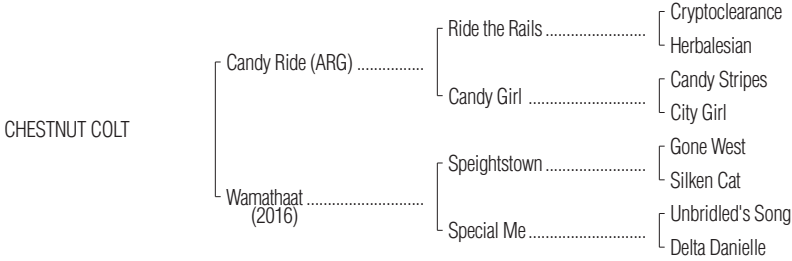 Cryptoclearance
Ride the Rails ..........................
Herbalesian
Candy Ride (ARG) .................
Candy Stripes
Candy Girl ..............................
City Girl
CHESTNUT COLT
Gone West
Speightstown ..........................
Silken Cat
Wamathaat ..............................
(2016)
Unbridled's Song
Special Me ..............................
Delta Danielle